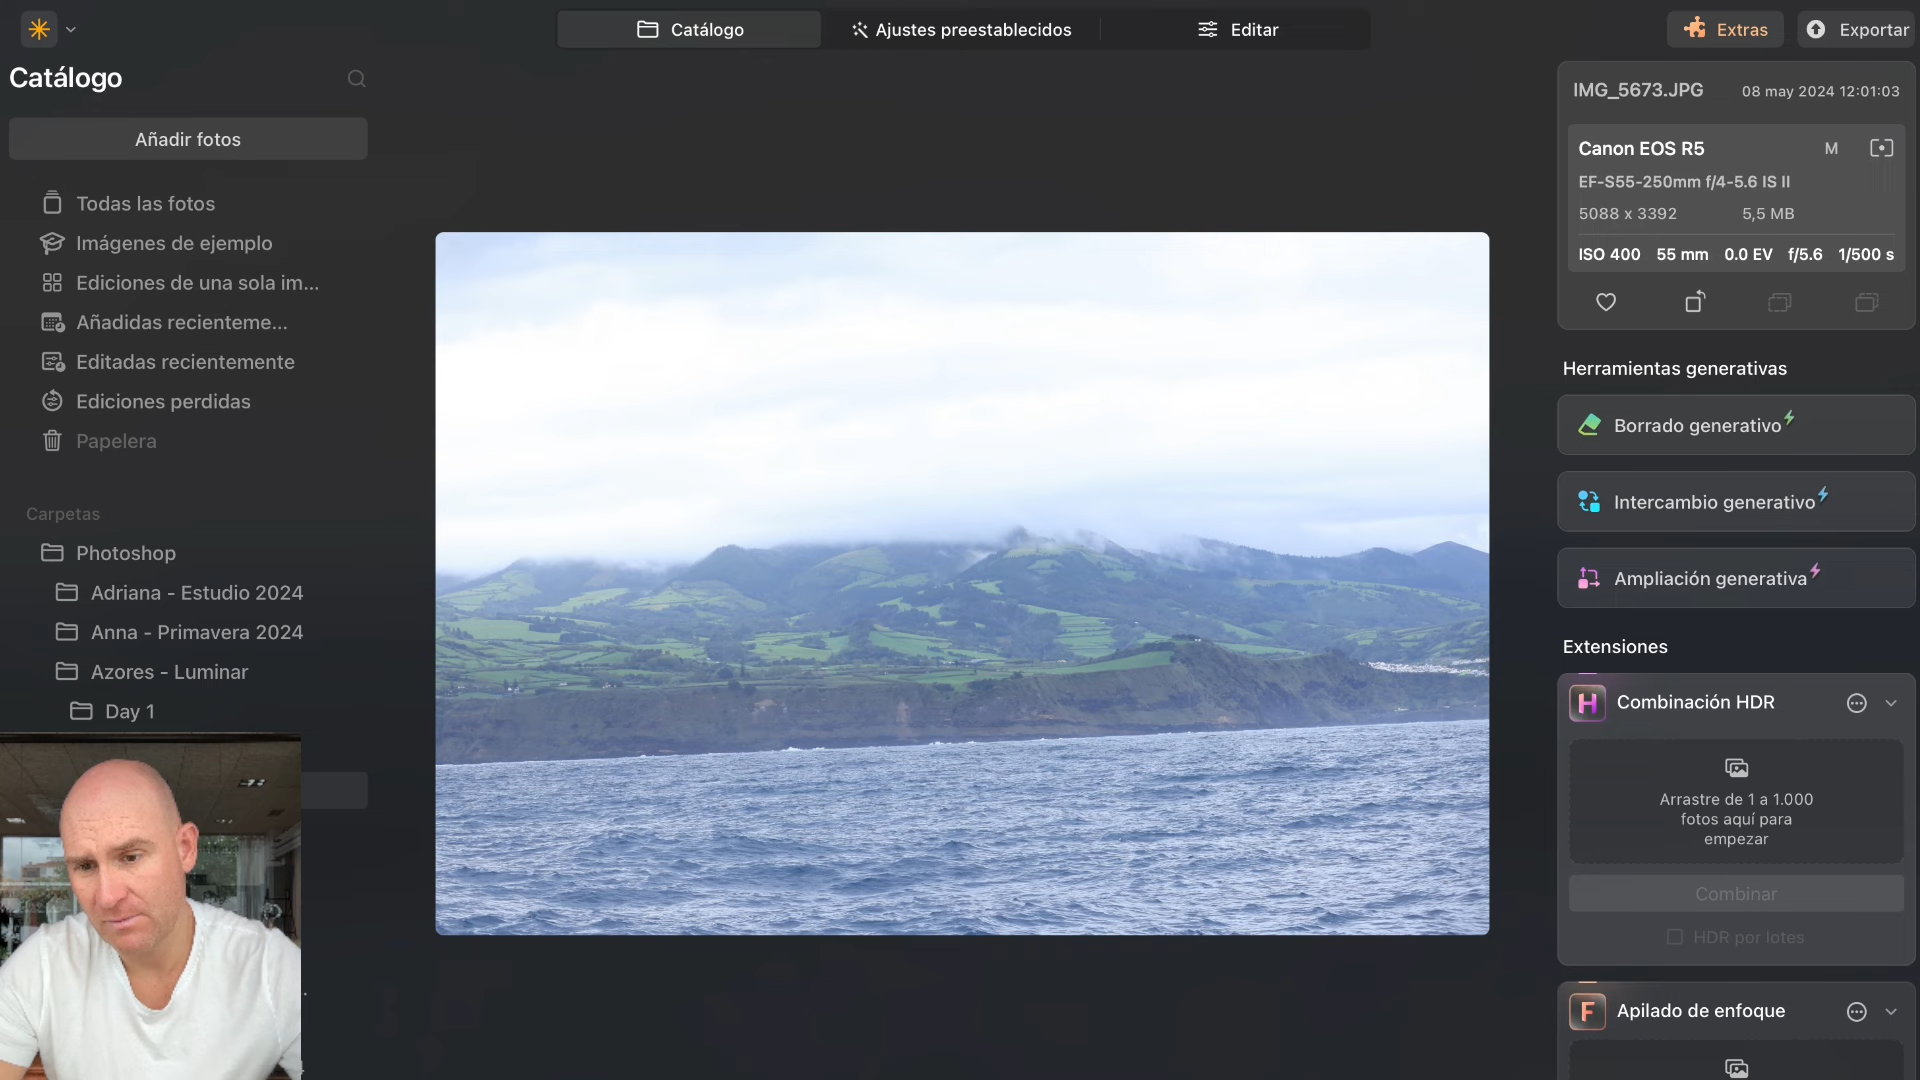 Catálogo
Ajustes preestablecidos
Editar
Extras
Exportar
Catálogo
Añadir fotos
Todas las fotos
Imágenes de ejemplo
Ediciones de una sola im...
Añadidas recienteme...
Editadas recientemente
Ediciones perdidas
Papelera
Carpetas
Photoshop
Adriana - Estudio 2024
Anna - Primavera 2024
Azores - Luminar
Day 1
IMG_5673.JPG 08 may 2024 12:01:03
Canon EOS R5 M
EF-S55-250mm f/4-5.6 IS II
5088 x 3392 5,5 MB
ISO 400 55 mm 0.0 EV f/5.6 1/500 s
Herramientas generativas
Borrado generativo
Intercambio generativo
Ampliación generativa
Extensiones
H Combinación HDR
Arrastre de 1 a 1.000
fotos aquí para
empezar
Combinar
HDR por lotes
F Apilado de enfoque